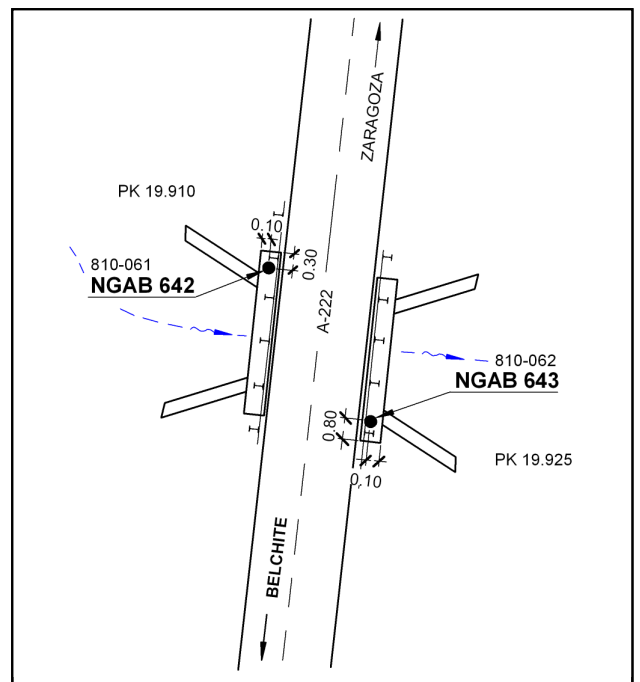 ZARAGOZA
PK 19.910
0.10
0.30
810-061
NGAB 642
A-222
810-062
NGAB 643
0.80
PK 19.925
0.10
BELCHITE